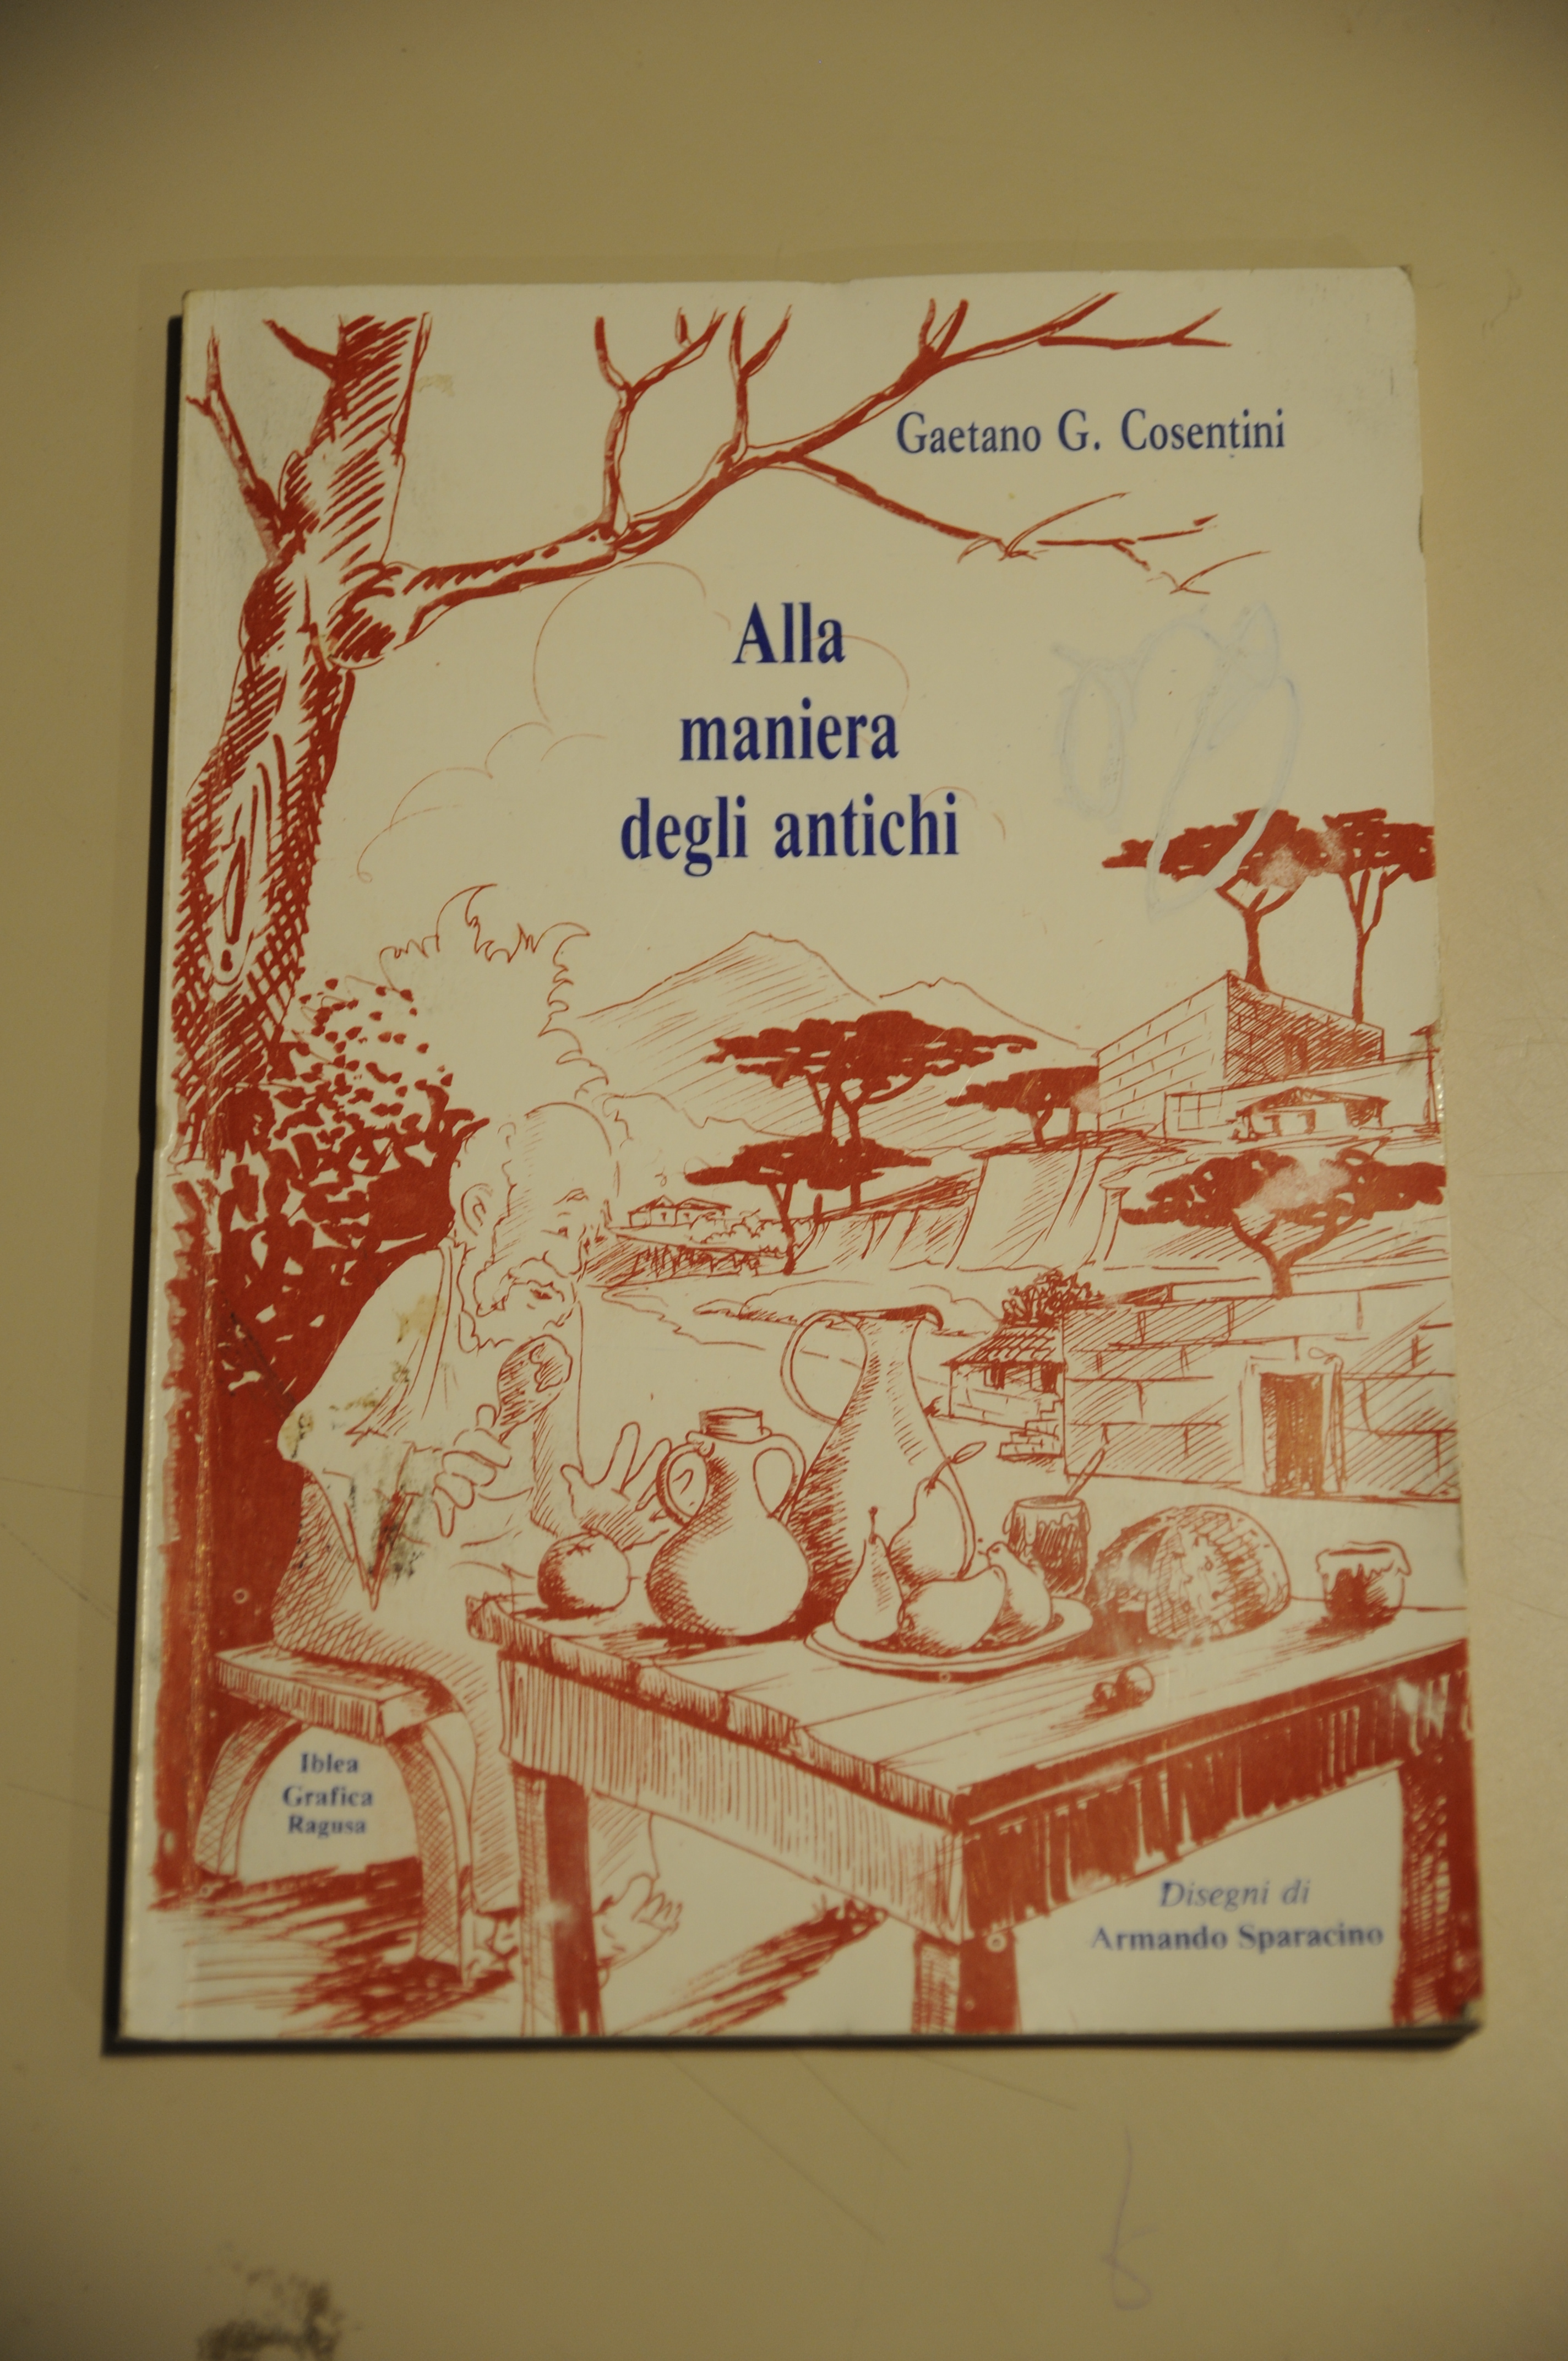 Gaetano G. Cosentini
Alla
maniera
degli antichi
Iblea
Grafica
Ragusa
Disegni di
Armando Sparacino